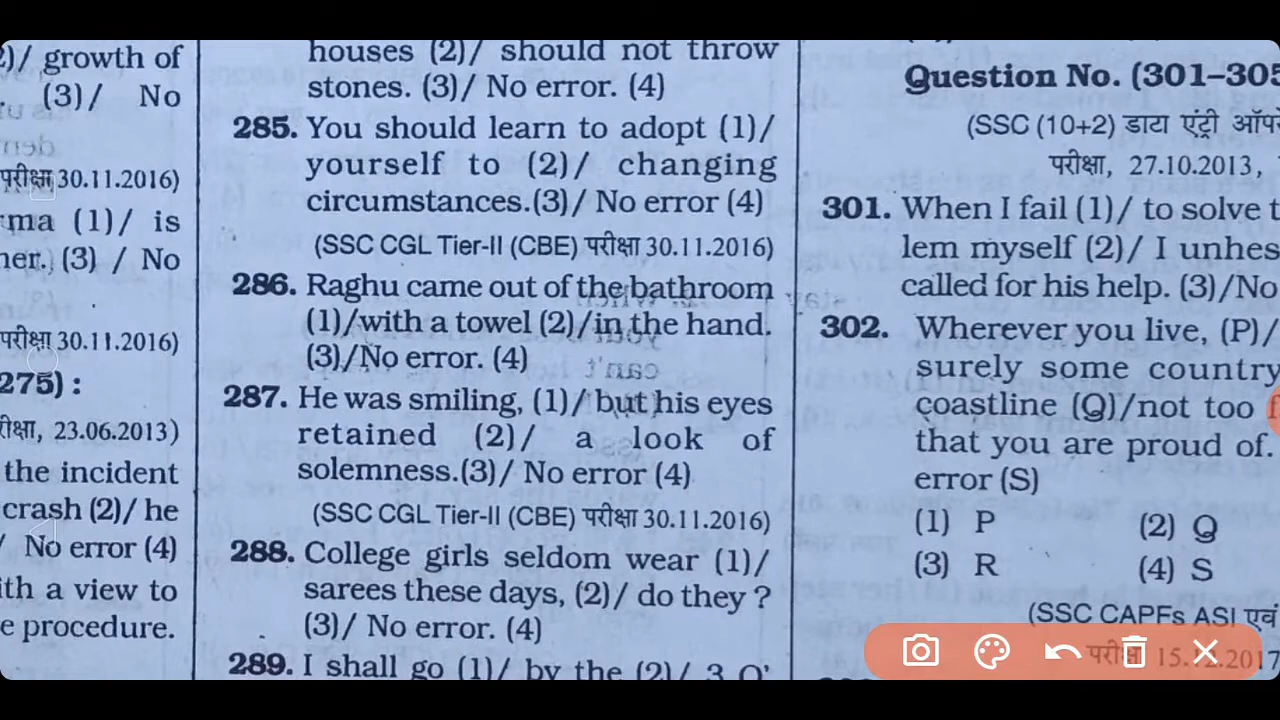 2)/ growth of
(3)/ No
परीक्षा 30.11.2016)
ma (1)/ is
her. (3) / No
परीक्षा 30.11.2016)
275) :
परीक्षा, 23.06.2013)
the incident
crash (2)/ he
/ No error (4)
with a view to
e procedure.
houses (2)/ should not throw
stones. (3)/ No error. (4)
285. You should learn to adopt (1)/
yourself to (2)/ changing
circumstances.(3)/ No error (4)
(SSC CGL Tier-II (CBE) परीक्षा 30.11.2016)
286. Raghu came out of the bathroom
(1)/with a towel (2)/in the hand.
(3)/No error. (4)
287. He was smiling, (1)/ but his eyes
retained (2)/ a look of
solemness.(3)/ No error (4)
(SSC CGL Tier-II (CBE) परीक्षा 30.11.2016)
288. College girls seldom wear (1)/
sarees these days, (2)/ do they ?
(3)/ No error. (4)
289. I shall go (1)/ by the (2)/ 3 O'
Question No. (301–305
(SSC (10+2) डाटा एंट्री ऑपर
परीक्षा, 27.10.2013,
301. When I fail (1)/ to solve t
lem myself (2)/ I unhes
called for his help. (3)/No
302. Wherever you live, (P)/
surely some country
coastline (Q)/not too f
that you are proud of.
error (S)
(1) P (2) Q
(3) R (4) S
(SSC CAPFs ASI एवं
परीक्षा 15.12.2017